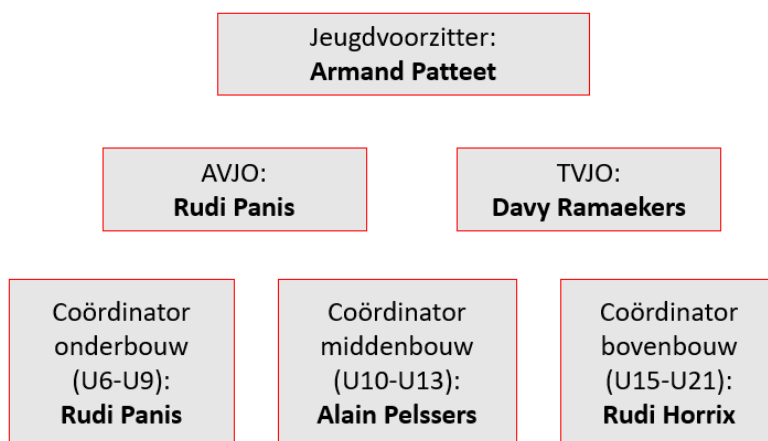 Jeugdvoorzitter:
Armand Patteet
AVJO:
Rudi Panis
TVJO:
Davy Ramaekers
Coördinator
onderbouw
(U6-U9):
Rudi Panis
Coördinator
middenbouw
(U10-U13):
Alain Pelssers
Coördinator
bovenbouw
(U15-U21):
Rudi Horrix